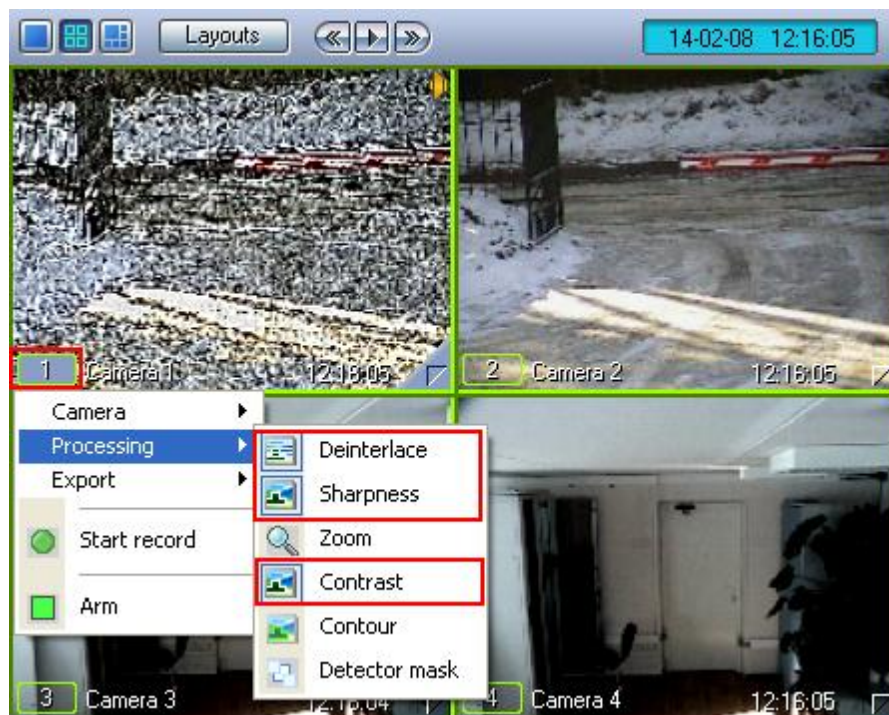 Layouts
14-02-08 12:16:05
1 Camera 1 12:16:05
2 Camera 2 12:16:05
Camera
Processing
Export
Start record
Arm
Deinterlace
Sharpness
Zoom
Contrast
Contour
Detector mask
3 Camera 3
4 Camera 4 12:16:05